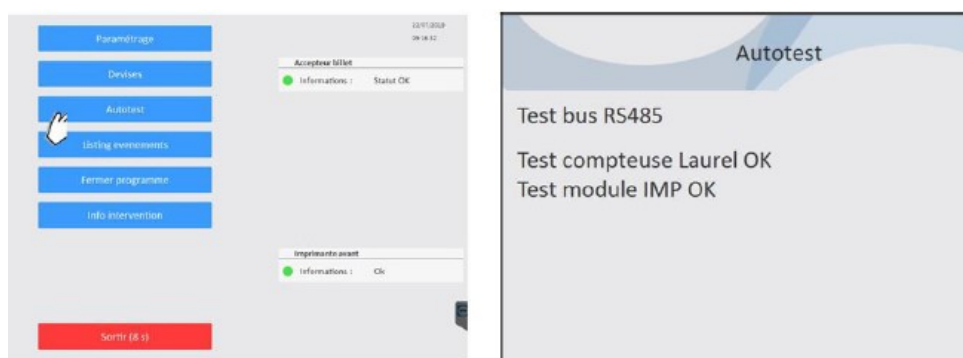 Paramétrage
Devises
Autotest
Listing evenements
Fermer programme
Info intervention
Sortir (8 s)
Accepteur billet
Informations : Statut OK
Imprimante avant
Informations : Ok
Autotest
Test bus RS485
Test compteuse Laurel OK
Test module IMP OK